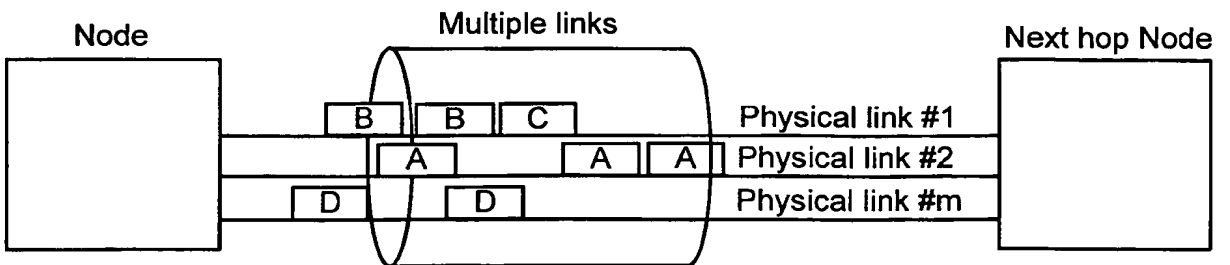 Node
Multiple links
Next hop Node
B B C Physical link #1
A A A Physical link #2
D D Physical link #m